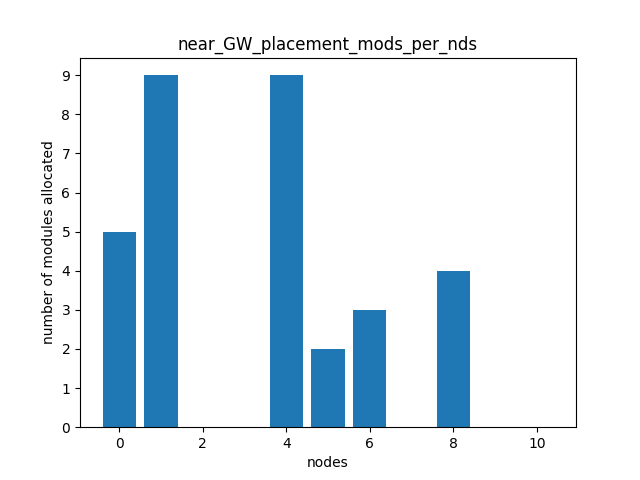 near_GW_placement_mods_per_nds
number of modules allocated
9
8
7
6
5
4
3
2
1
0
0 2 4 6 8 10
nodes